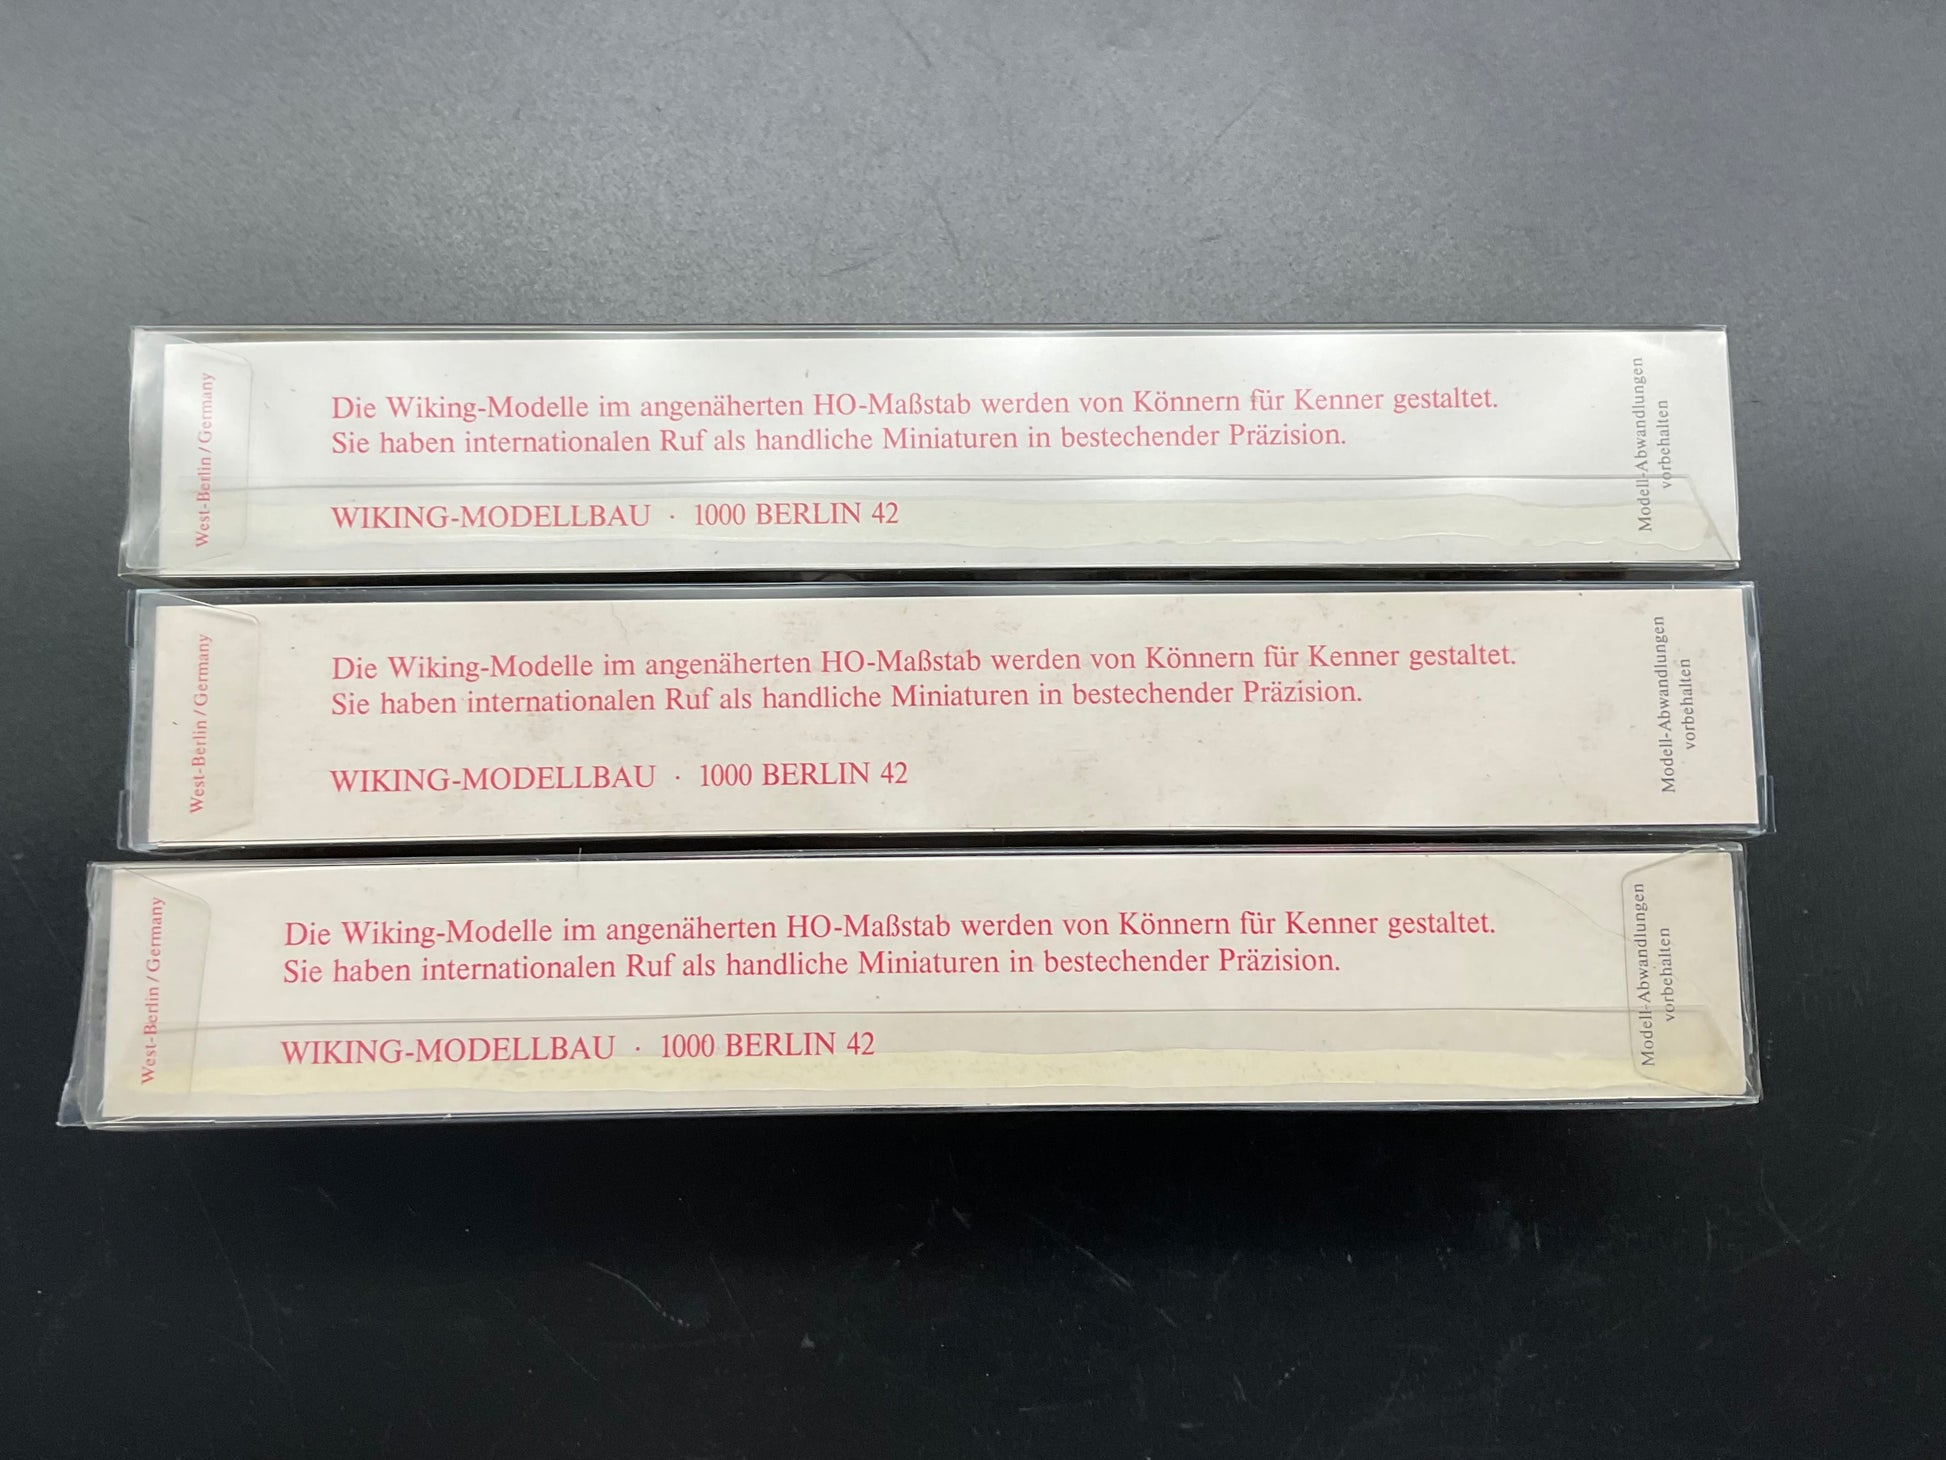 West-Berlin / Germany
Die Wiking-Modelle im angenäherten HO-Maßstab werden von Könnern für Kenner gestaltet.
Sie haben internationalen Ruf als handliche Miniaturen in bestechender Präzision.
WIKING-MODELLBAU · 1000 BERLIN 42
Modell-Abwandlungen
vorbehalten
West-Berlin / Germany
Die Wiking-Modelle im angenäherten HO-Maßstab werden von Könnern für Kenner gestaltet.
Sie haben internationalen Ruf als handliche Miniaturen in bestechender Präzision.
WIKING-MODELLBAU · 1000 BERLIN 42
Modell-Abwandlungen
vorbehalten
West-Berlin / Germany
Die Wiking-Modelle im angenäherten HO-Maßstab werden von Könnern für Kenner gestaltet.
Sie haben internationalen Ruf als handliche Miniaturen in bestechender Präzision.
WIKING-MODELLBAU · 1000 BERLIN 42
Modell-Abwandlungen
vorbehalten